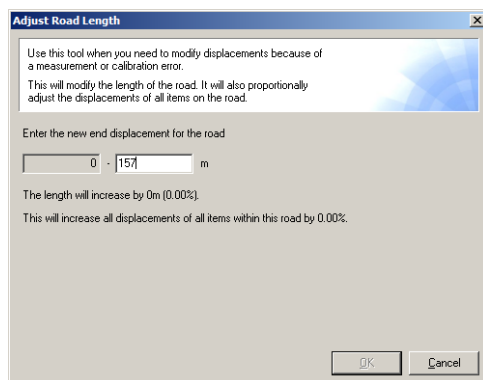 Adjust Road Length
Use this tool when you need to modify displacements because of
a measurement or calibration error.
This will modify the length of the road. It will also proportionally
adjust the displacements of all items on the road.
Enter the new end displacement for the road
0 - 157 m
The length will increase by 0m (0.00%).
This will increase all displacements of all items within this road by 0.00%.
OK Cancel